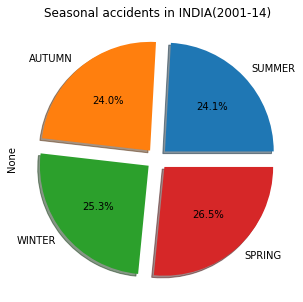 Seasonal accidents in INDIA(2001-14)
AUTUMN
SUMMER
24.0%
24.1%
None
25.3%
26.5%
WINTER
SPRING